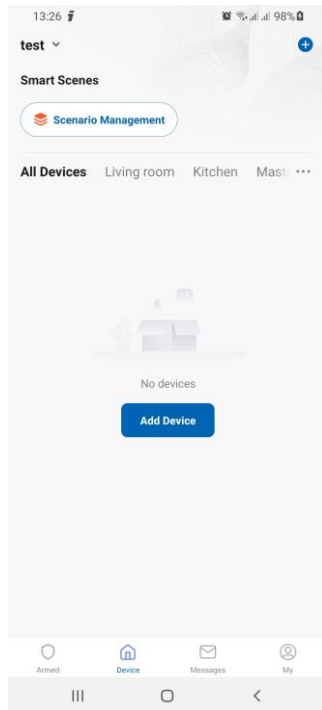 13:26 98%
test
Smart Scenes
Scenario Management
All Devices Living room Kitchen Mast ...
No devices
Add Device
Armed Device Messages My